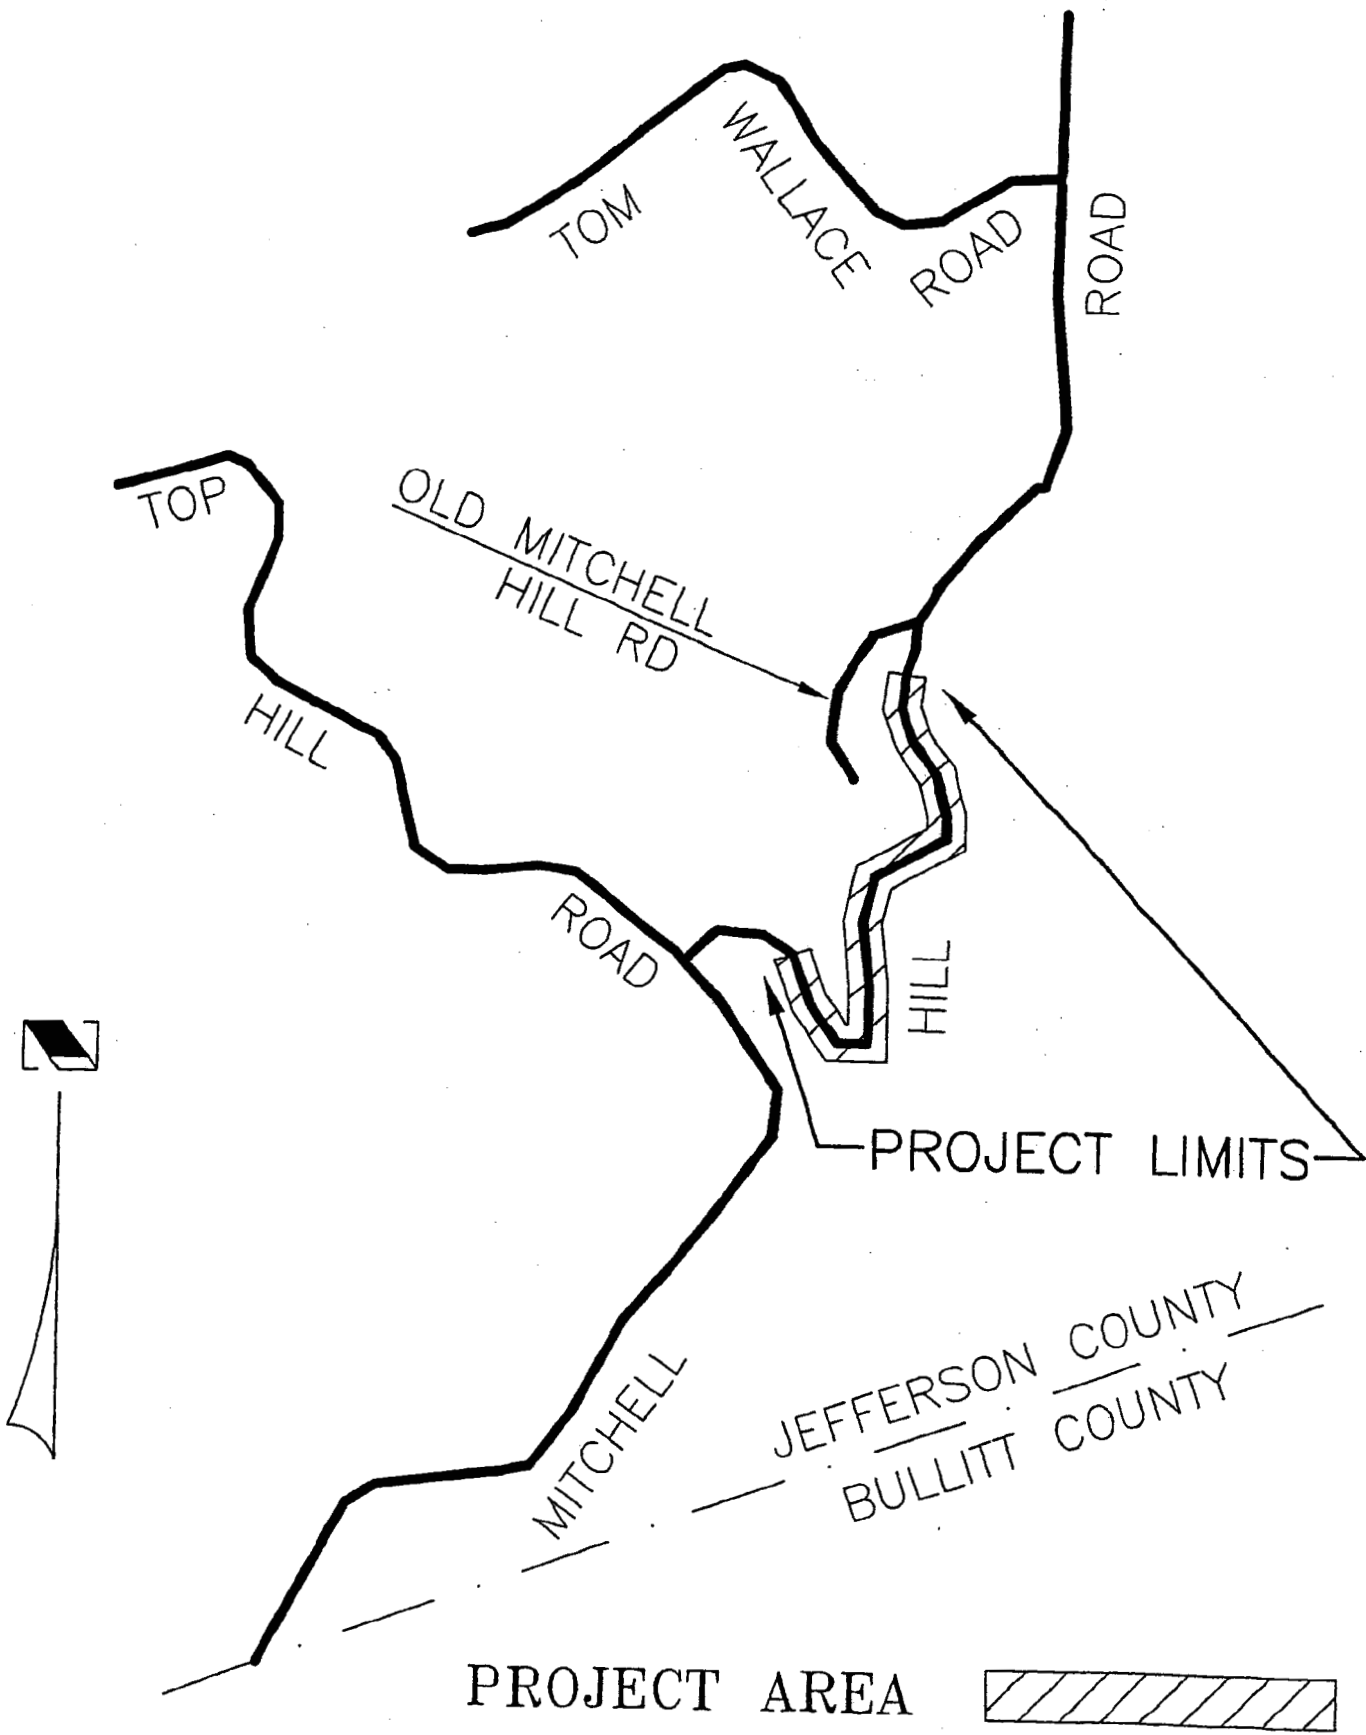 TOM
WALLACE
ROAD
ROAD
TOP
HILL
ROAD
OLD MITCHELL
HILL RD
HILL
PROJECT LIMITS
MITCHELL
JEFFERSON COUNTY
BULLITT COUNTY
N
PROJECT AREA